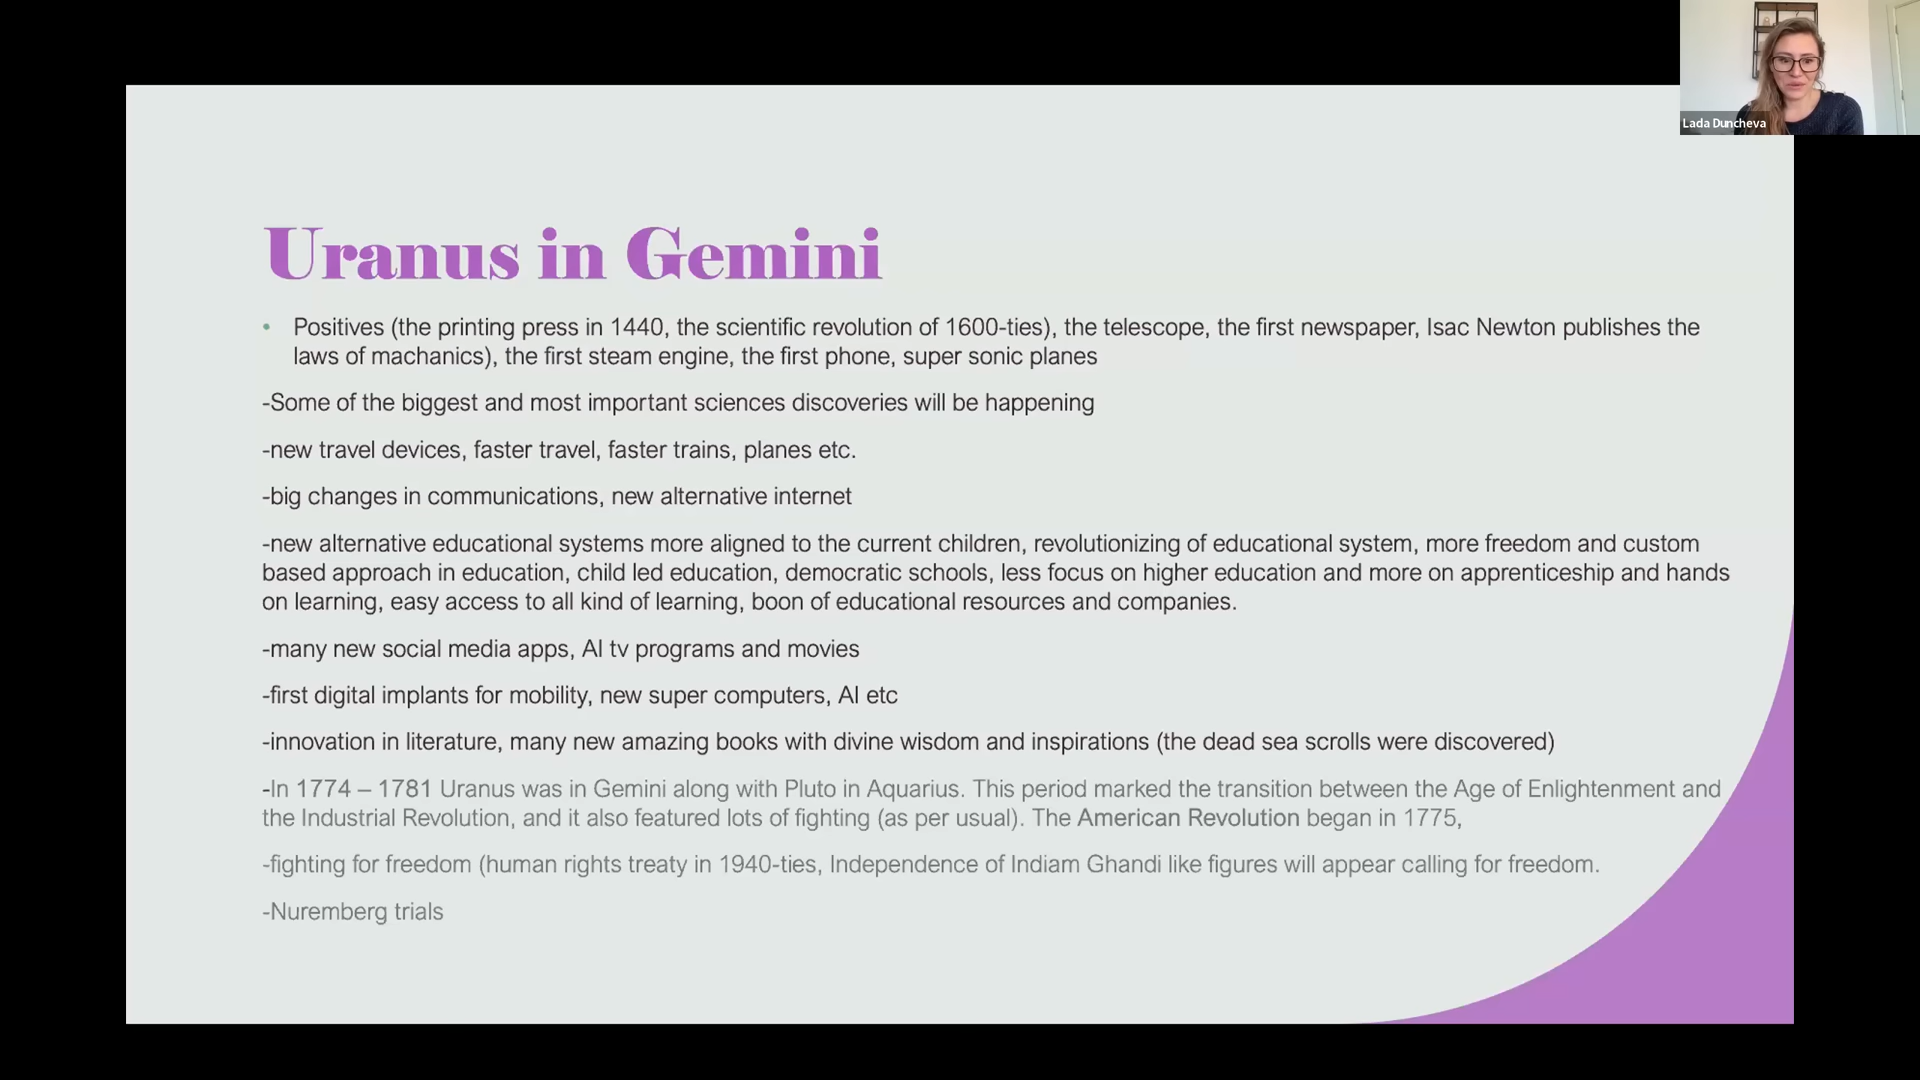 Lada Duncheva
Uranus in Gemini
• Positives (the printing press in 1440, the scientific revolution of 1600-ties), the telescope, the first newspaper, Isac Newton publishes the
laws of machanics), the first steam engine, the first phone, super sonic planes
-Some of the biggest and most important sciences discoveries will be happening
-new travel devices, faster travel, faster trains, planes etc.
-big changes in communications, new alternative internet
-new alternative educational systems more aligned to the current children, revolutionizing of educational system, more freedom and custom
based approach in education, child led education, democratic schools, less focus on higher education and more on apprenticeship and hands
on learning, easy access to all kind of learning, boon of educational resources and companies.
-many new social media apps, AI tv programs and movies
-first digital implants for mobility, new super computers, AI etc
-innovation in literature, many new amazing books with divine wisdom and inspirations (the dead sea scrolls were discovered)
-In 1774 – 1781 Uranus was in Gemini along with Pluto in Aquarius. This period marked the transition between the Age of Enlightenment and
the Industrial Revolution, and it also featured lots of fighting (as per usual). The American Revolution began in 1775,
-fighting for freedom (human rights treaty in 1940-ties, Independence of Indiam Ghandi like figures will appear calling for freedom.
-Nuremberg trials